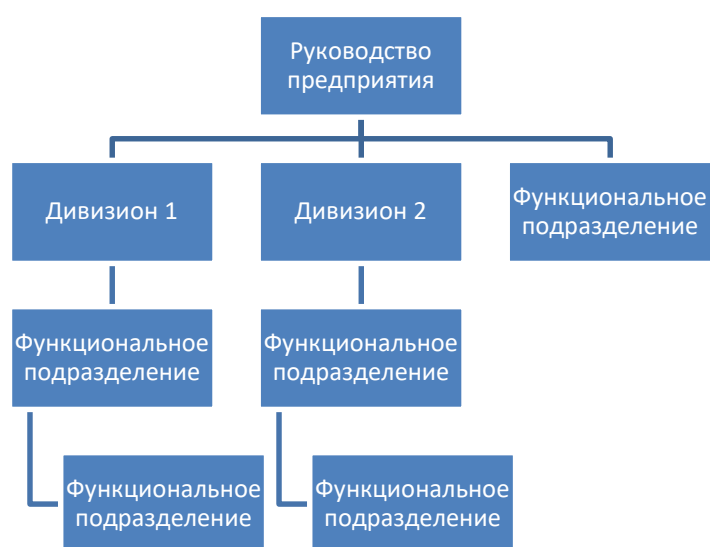 Руководство
предприятия
Дивизион 1
Дивизион 2
Функциональное
подразделение
Функциональное
подразделение
Функциональное
подразделение
Функциональное
подразделение
Функциональное
подразделение